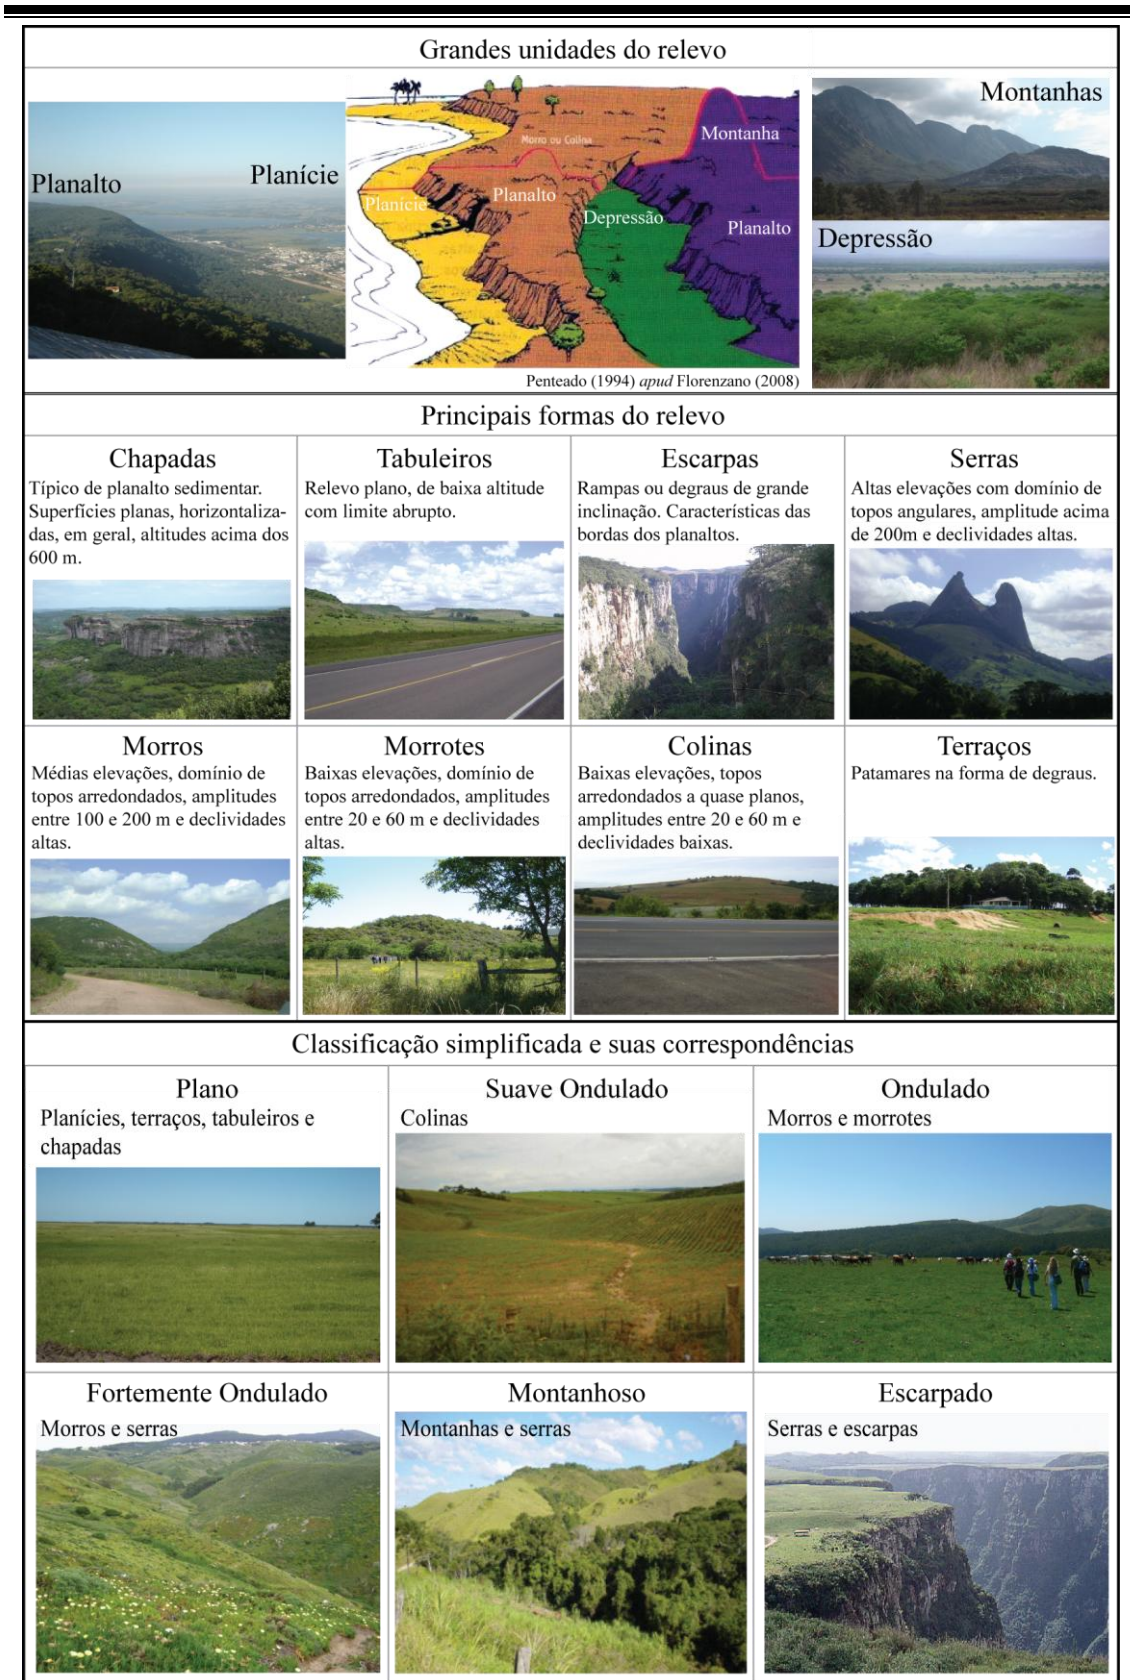 Grandes unidades do relevo
Planalto
Planície
Morro ou Colina
Montanha
Planície
Planalto
Depressão
Planalto
Montanhas
Depressão
Penteado (1994) apud Florenzano (2008)
Principais formas do relevo
Chapadas
Típico de planalto sedimentar.
Superfícies planas, horizontaliza-
das, em geral, altitudes acima dos
600 m.
Tabuleiros
Relevo plano, de baixa altitude
com limite abrupto.
Escarpas
Rampas ou degraus de grande
inclinação. Características das
bordas dos planaltos.
Serras
Altas elevações com domínio de
topos angulares, amplitude acima
de 200m e declividades altas.
Morros
Médias elevações, domínio de
topos arredondados, amplitudes
entre 100 e 200 m e declividades
altas.
Morrotes
Baixas elevações, domínio de
topos arredondados, amplitudes
entre 20 e 60 m e declividades
altas.
Colinas
Baixas elevações, topos
arredondados a quase planos,
amplitudes entre 20 e 60 m e
declividades baixas.
Terraços
Patamares na forma de degraus.
Classificação simplificada e suas correspondências
Plano
Planícies, terraços, tabuleiros e
chapadas
Suave Ondulado
Colinas
Ondulado
Morros e morrotes
Fortemente Ondulado
Morros e serras
Montanhoso
Montanhas e serras
Escarpado
Serras e escarpas